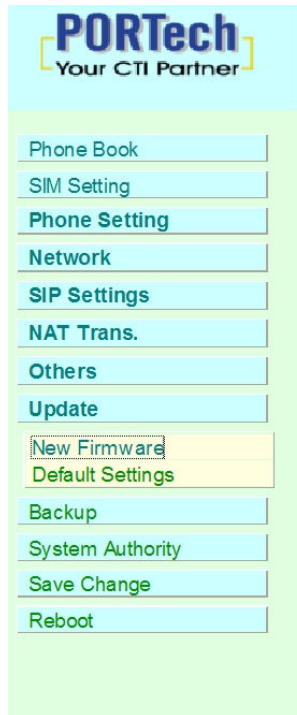 PORTech
Your CTI Partner
Phone Book
SIM Setting
Phone Setting
Network
SIP Settings
NAT Trans.
Others
Update
New Firmware
Default Settings
Backup
System Authority
Save Change
Reboot